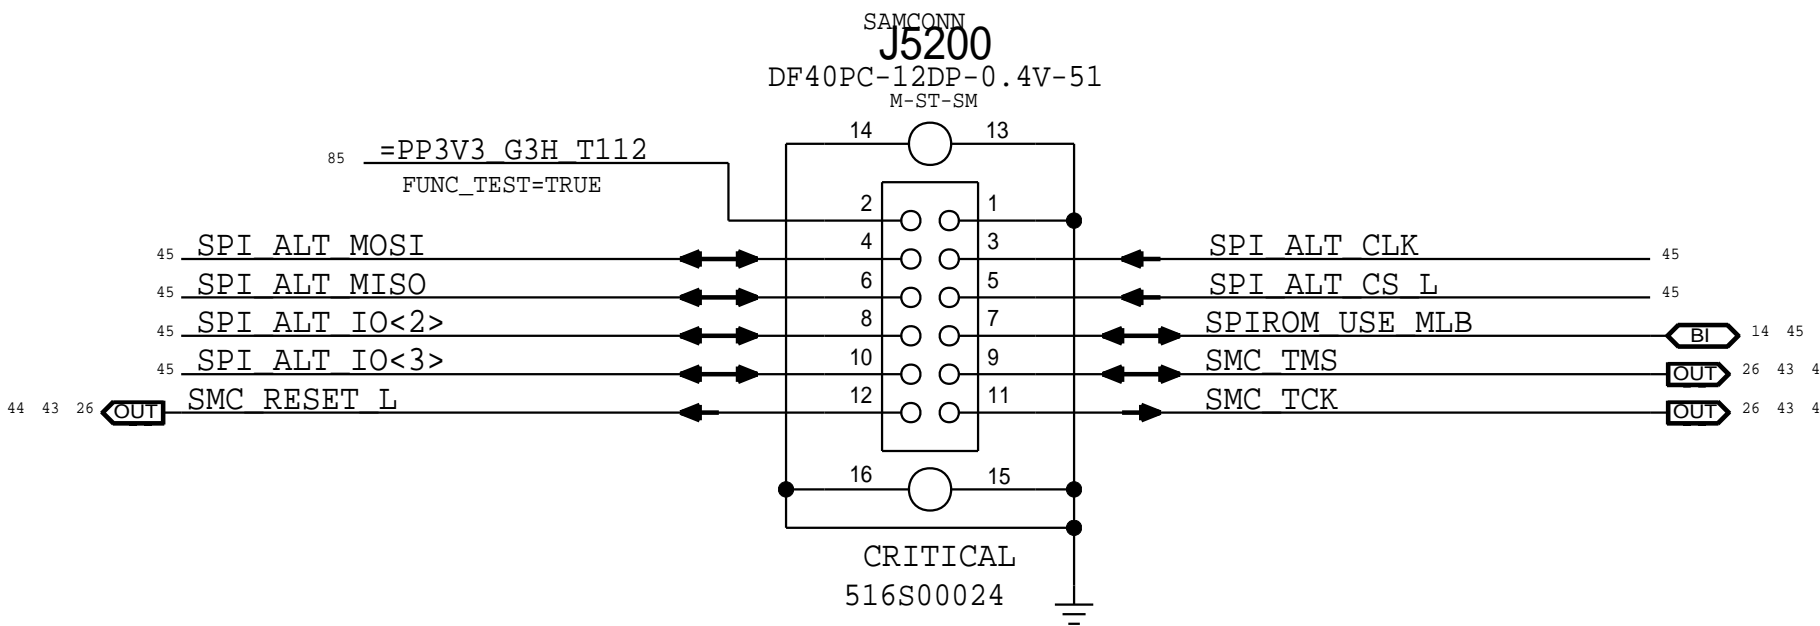 SAMCONN
J5200
DF40PC-12DP-0.4V-51
M-ST-SM
14 13
85 =PP3V3_G3H_T112
FUNC_TEST=TRUE
2 1
45 SPI_ALT_MOSI 4 3 SPI_ALT_CLK 45
45 SPI_ALT_MISO 6 5 SPI_ALT_CS_L 45
45 SPI_ALT_IO<2> 8 7 SPIROM_USE_MLB BI 14 45
45 SPI_ALT_IO<3> 10 9 SMC_TMS OUT 26 43 4
44 43 26 OUT SMC_RESET_L 12 11 SMC_TCK OUT 26 43 4
16 15
CRITICAL
516S00024